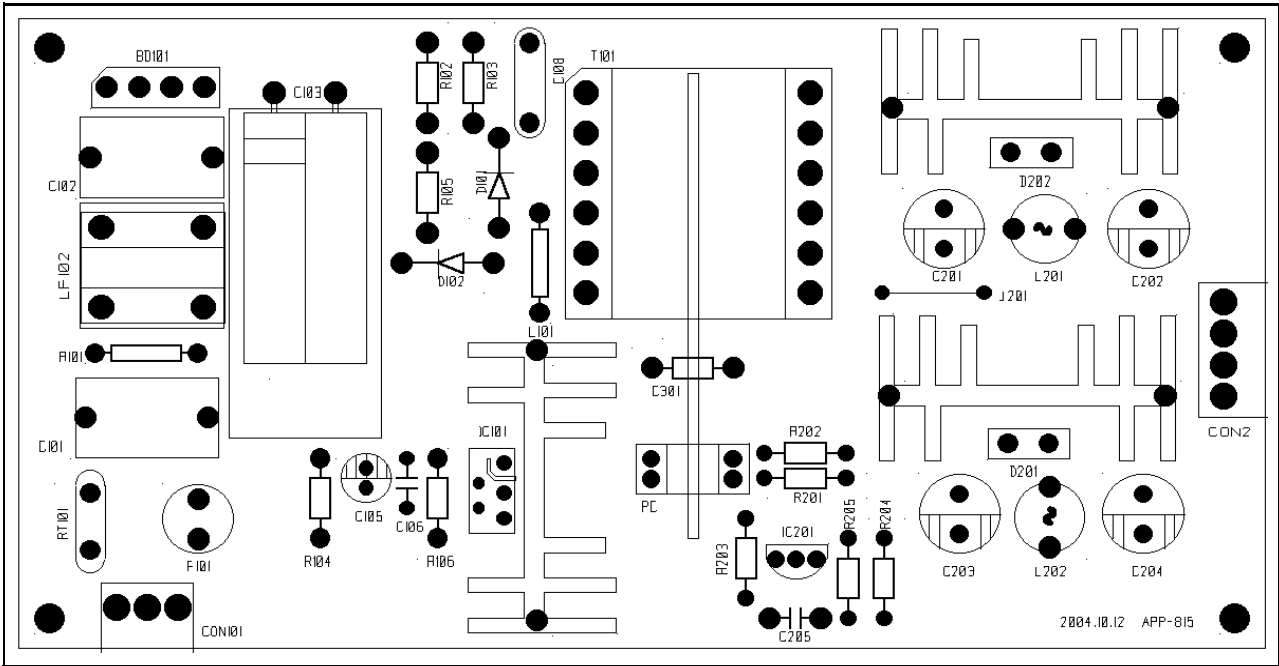 BD101
C103
R102
R103
C108
T101
C102
R105
D101
D202
LF102
D102
C201
L201
C202
J201
L101
R101
C301
CON2
C101
IC101
R202
D201
R201
PC
RT101
C105
C106
R205
R204
F101
R104
R106
R203
IC201
C203
L202
C204
CON101
C205
2004.10.12 APP-815